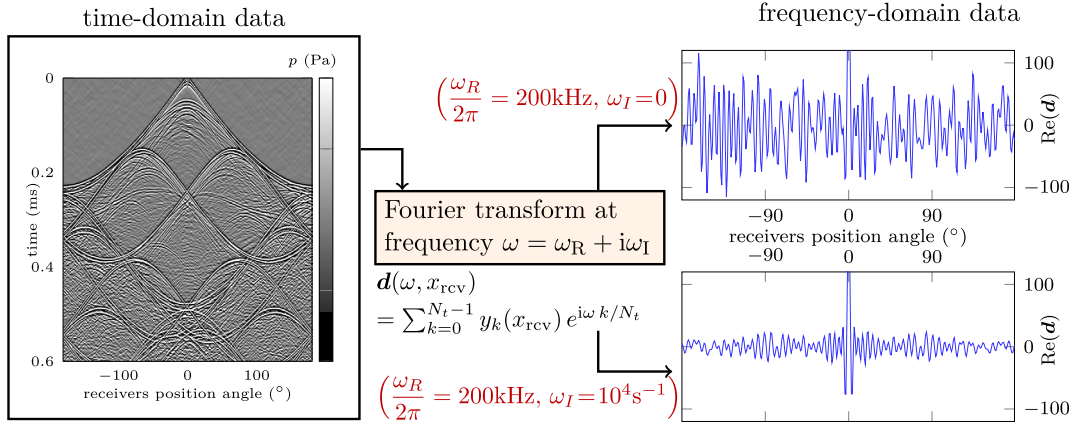 time-domain data
frequency-domain data
p (Pa)
0
0.2
0.4
0.6
time (ms)
−100 0 100
receivers position angle (°)
(ω_R/2π = 200kHz, ω_I=0)
Fourier transform at
frequency ω = ω_R + iω_I
d(ω, x_rcv)
= ∑_{k=0}^{N_t−1} y_k(x_rcv) e^{iω k/N_t}
(ω_R/2π = 200kHz, ω_I=10^4s^{−1})
100
0
−100
Re(d)
−90 0 90
receivers position angle (°)
−90 0 90
100
0
−100
Re(d)